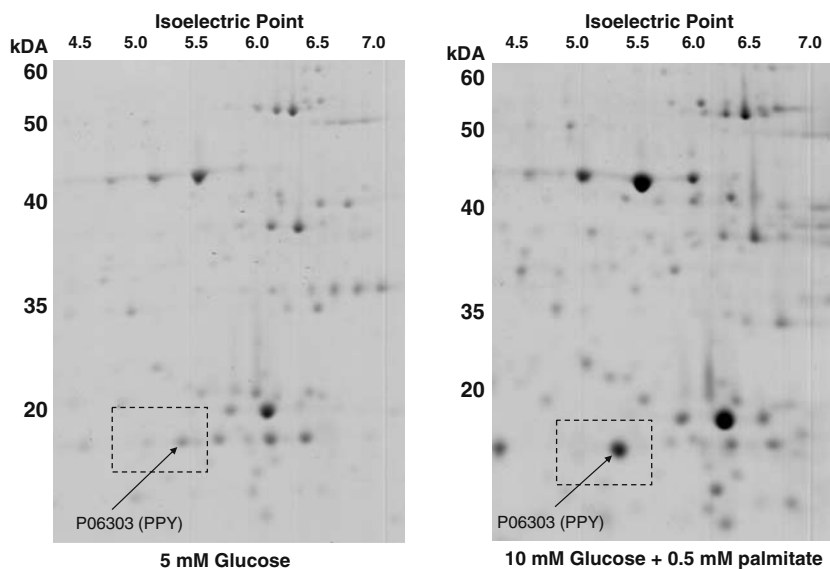 Isoelectric Point
kDA 4.5 5.0 5.5 6.0 6.5 7.0
60
50
40
35
20
P06303 (PPY)
5 mM Glucose
Isoelectric Point
kDA 4.5 5.0 5.5 6.0 6.5 7.0
60
50
40
35
20
P06303 (PPY)
10 mM Glucose + 0.5 mM palmitate